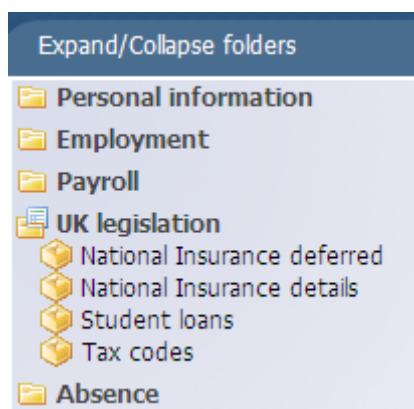 Expand/Collapse folders
Personal information
Employment
Payroll
UK legislation
National Insurance deferred
National Insurance details
Student loans
Tax codes
Absence